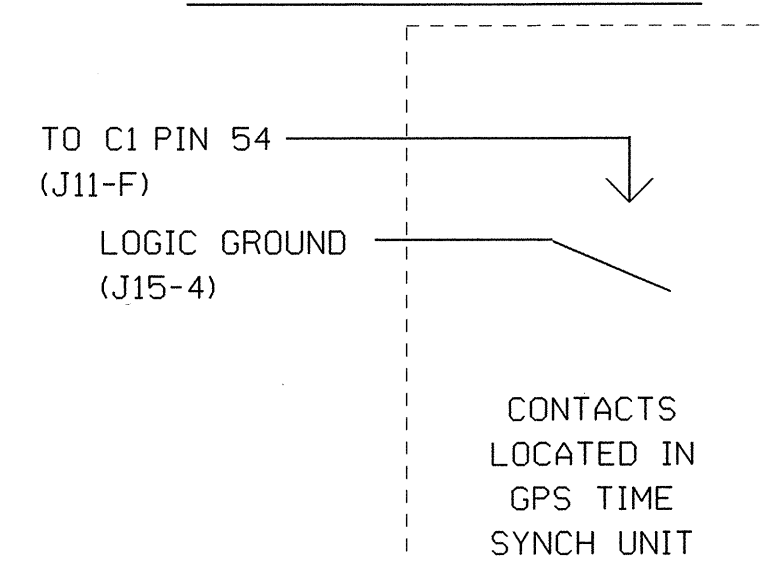 TO C1 PIN 54
(J11-F)
LOGIC GROUND
(J15-4)
CONTACTS
LOCATED IN
GPS TIME
SYNCH UNIT